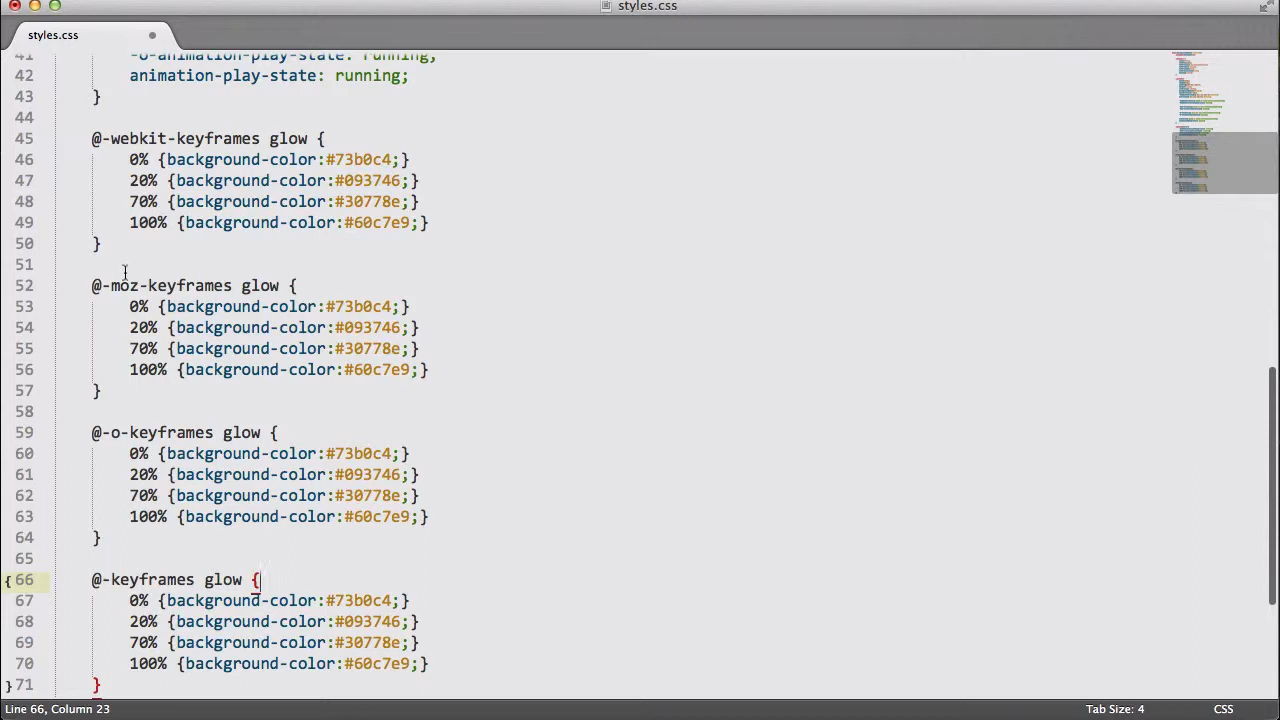 styles.css
styles.css
41 -o-animation-play-state: running;
42 animation-play-state: running;
43 }
44
45 @-webkit-keyframes glow {
46 0% {background-color:#73b0c4;}
47 20% {background-color:#093746;}
48 70% {background-color:#30778e;}
49 100% {background-color:#60c7e9;}
50 }
51
52 @-moz-keyframes glow {
53 0% {background-color:#73b0c4;}
54 20% {background-color:#093746;}
55 70% {background-color:#30778e;}
56 100% {background-color:#60c7e9;}
57 }
58
59 @-o-keyframes glow {
60 0% {background-color:#73b0c4;}
61 20% {background-color:#093746;}
62 70% {background-color:#30778e;}
63 100% {background-color:#60c7e9;}
64 }
65
{ 66 @-keyframes glow {
67 0% {background-color:#73b0c4;}
68 20% {background-color:#093746;}
69 70% {background-color:#30778e;}
70 100% {background-color:#60c7e9;}
} 71 }
Line 66, Column 23 Tab Size: 4 CSS